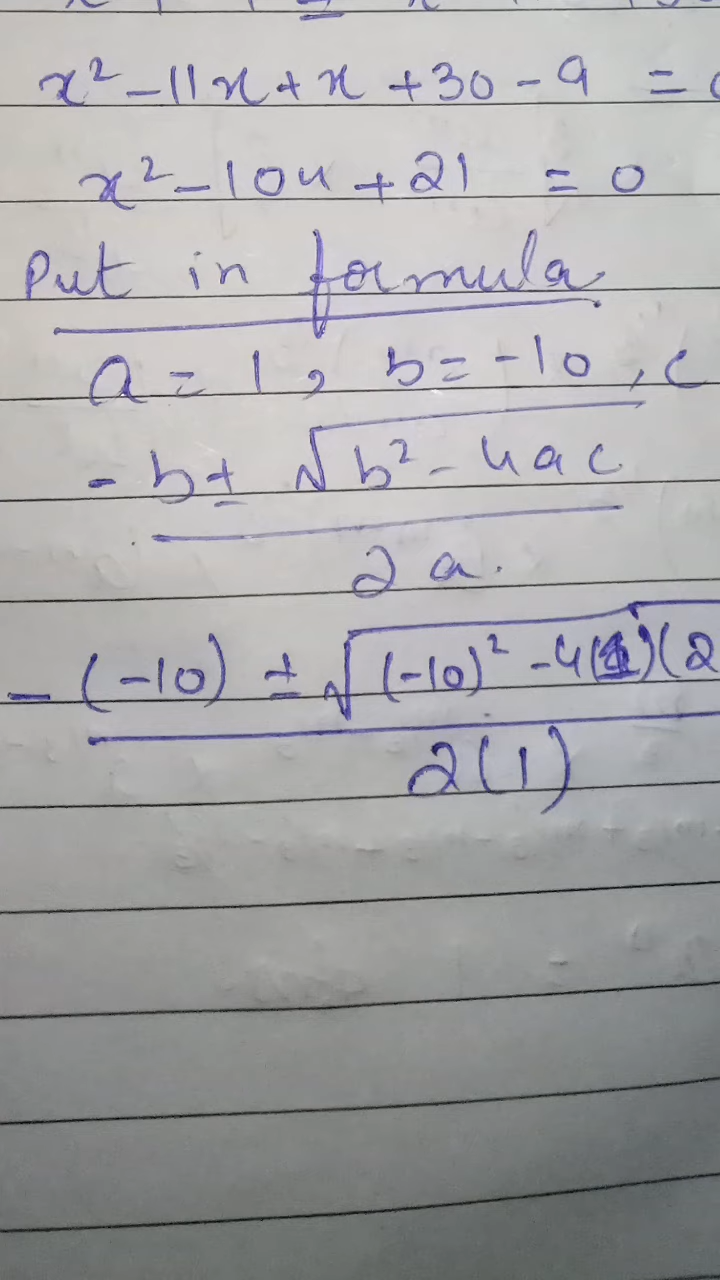 x² - 11x + x + 30 - 9 =
x² - 10x + 21 = 0
Put in formula
a = 1, b = -10, c
- b ± √b² - 4ac
2a.
- (-10) ± √(-10)² - 4(1)(2
2(1)